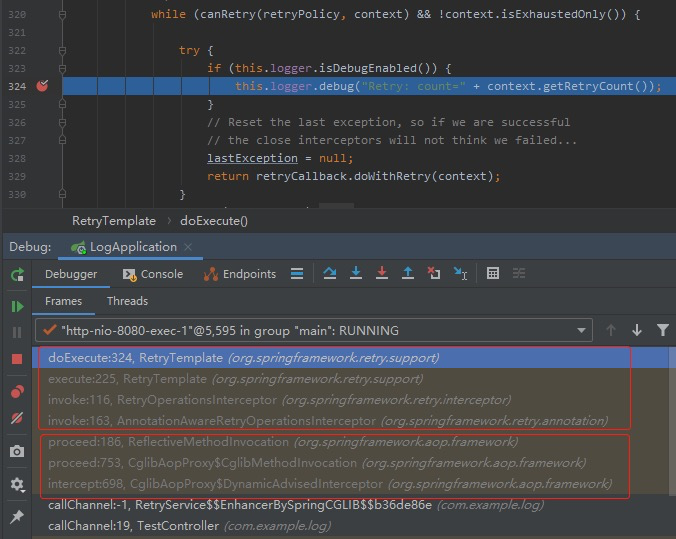 320 while (canRetry(retryPolicy, context) && !context.isExhaustedOnly()) {
321
322 try {
323 if (this.logger.isDebugEnabled()) {
324 this.logger.debug("Retry: count=" + context.getRetryCount());
325 }
326 // Reset the last exception, so if we are successful
327 // the close interceptors will not think we failed...
328 lastException = null;
329 return retryCallback.doWithRetry(context);
330 }
RetryTemplate › doExecute()
Debug: LogApplication ×
Debugger Console Endpoints
Frames Threads
"http-nio-8080-exec-1"@5,595 in group "main": RUNNING
doExecute:324, RetryTemplate (org.springframework.retry.support)
execute:225, RetryTemplate (org.springframework.retry.support)
invoke:116, RetryOperationsInterceptor (org.springframework.retry.interceptor)
invoke:163, AnnotationAwareRetryOperationsInterceptor (org.springframework.retry.annotation)
proceed:186, ReflectiveMethodInvocation (org.springframework.aop.framework)
proceed:753, CglibAopProxy$CglibMethodInvocation (org.springframework.aop.framework)
intercept:698, CglibAopProxy$DynamicAdvisedInterceptor (org.springframework.aop.framework)
callChannel:-1, RetryService$$EnhancerBySpringCGLIB$$b36de86e (com.example.log)
callChannel:19, TestController (com.example.log)